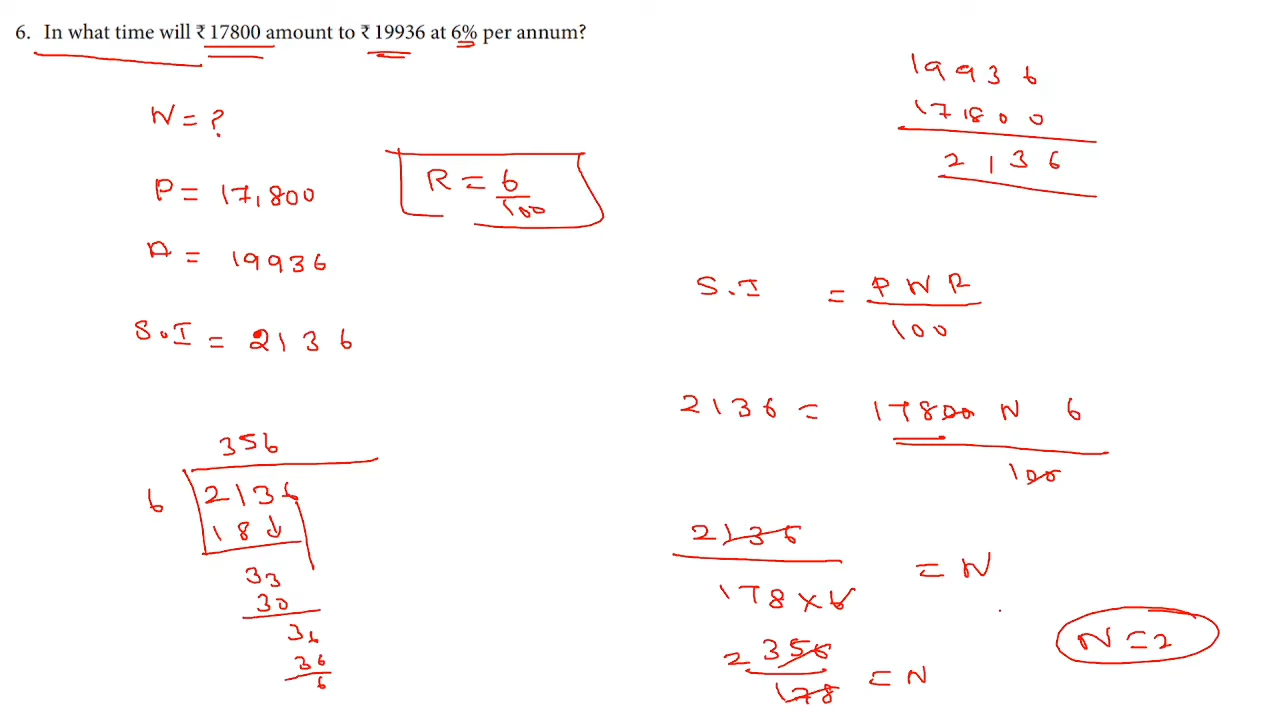 6. In what time will ₹ 17800 amount to ₹ 19936 at 6% per annum?
N = ?
P = 17,800
A = 19936
S.I = 2136
R = 6/100
19936
17800
2136
S.I = P N R
100
2136 = 17800 N 6
100
2136
178 x 6
= N
2 356
178
= N
N = 2
356
6 2136
18 ↓
33
30
36
36
6